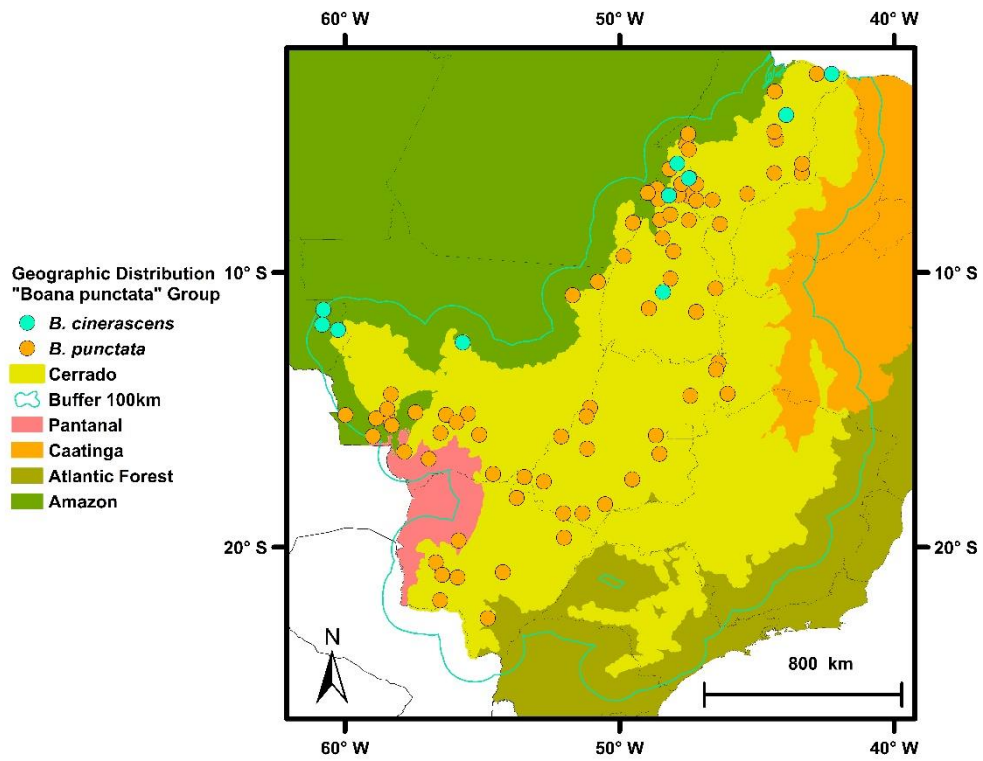 60° W 50° W 40° W
10° S
20° S
Geographic Distribution
"Boana punctata" Group
B. cinerascens
B. punctata
Cerrado
Buffer 100km
Pantanal
Caatinga
Atlantic Forest
Amazon
10° S
20° S
N
800 km
60° W 50° W 40° W